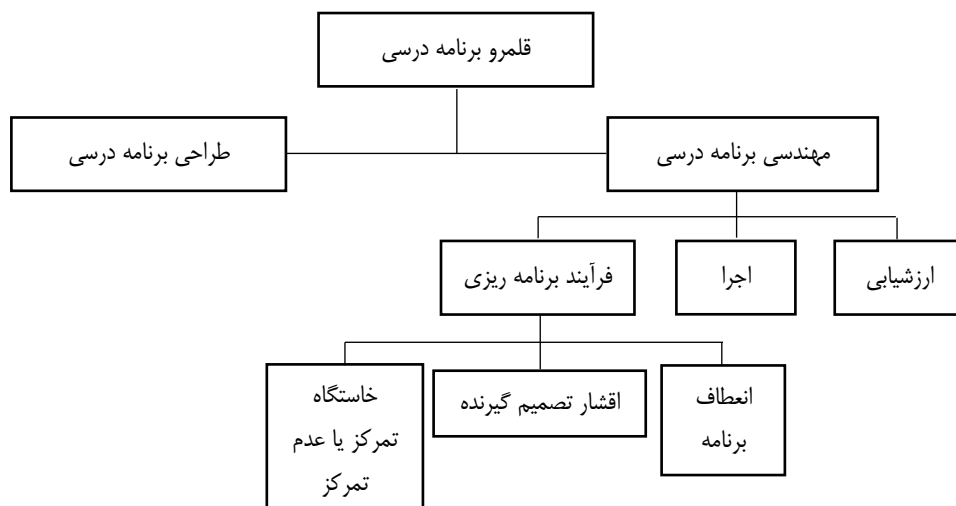 قلمرو برنامه درسی
مهندسی برنامه درسی
طراحی برنامه درسی
ارزشیابی
اجرا
فرآیند برنامه ریزی
انعطاف
برنامه
اقشار تصمیم گیرنده
خاستگاه
تمرکز یا عدم
تمرکز